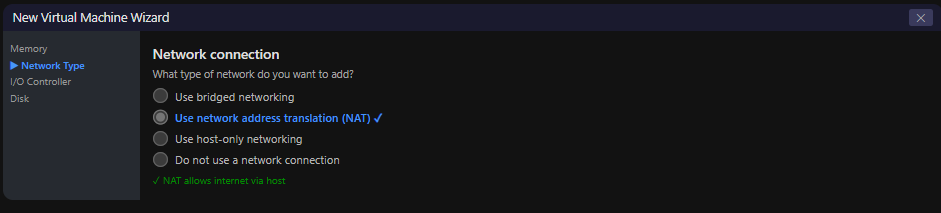 New Virtual Machine Wizard
Memory
▶ Network Type
I/O Controller
Disk
Network connection
What type of network do you want to add?
Use bridged networking
Use network address translation (NAT) ✓
Use host-only networking
Do not use a network connection
✓ NAT allows internet via host